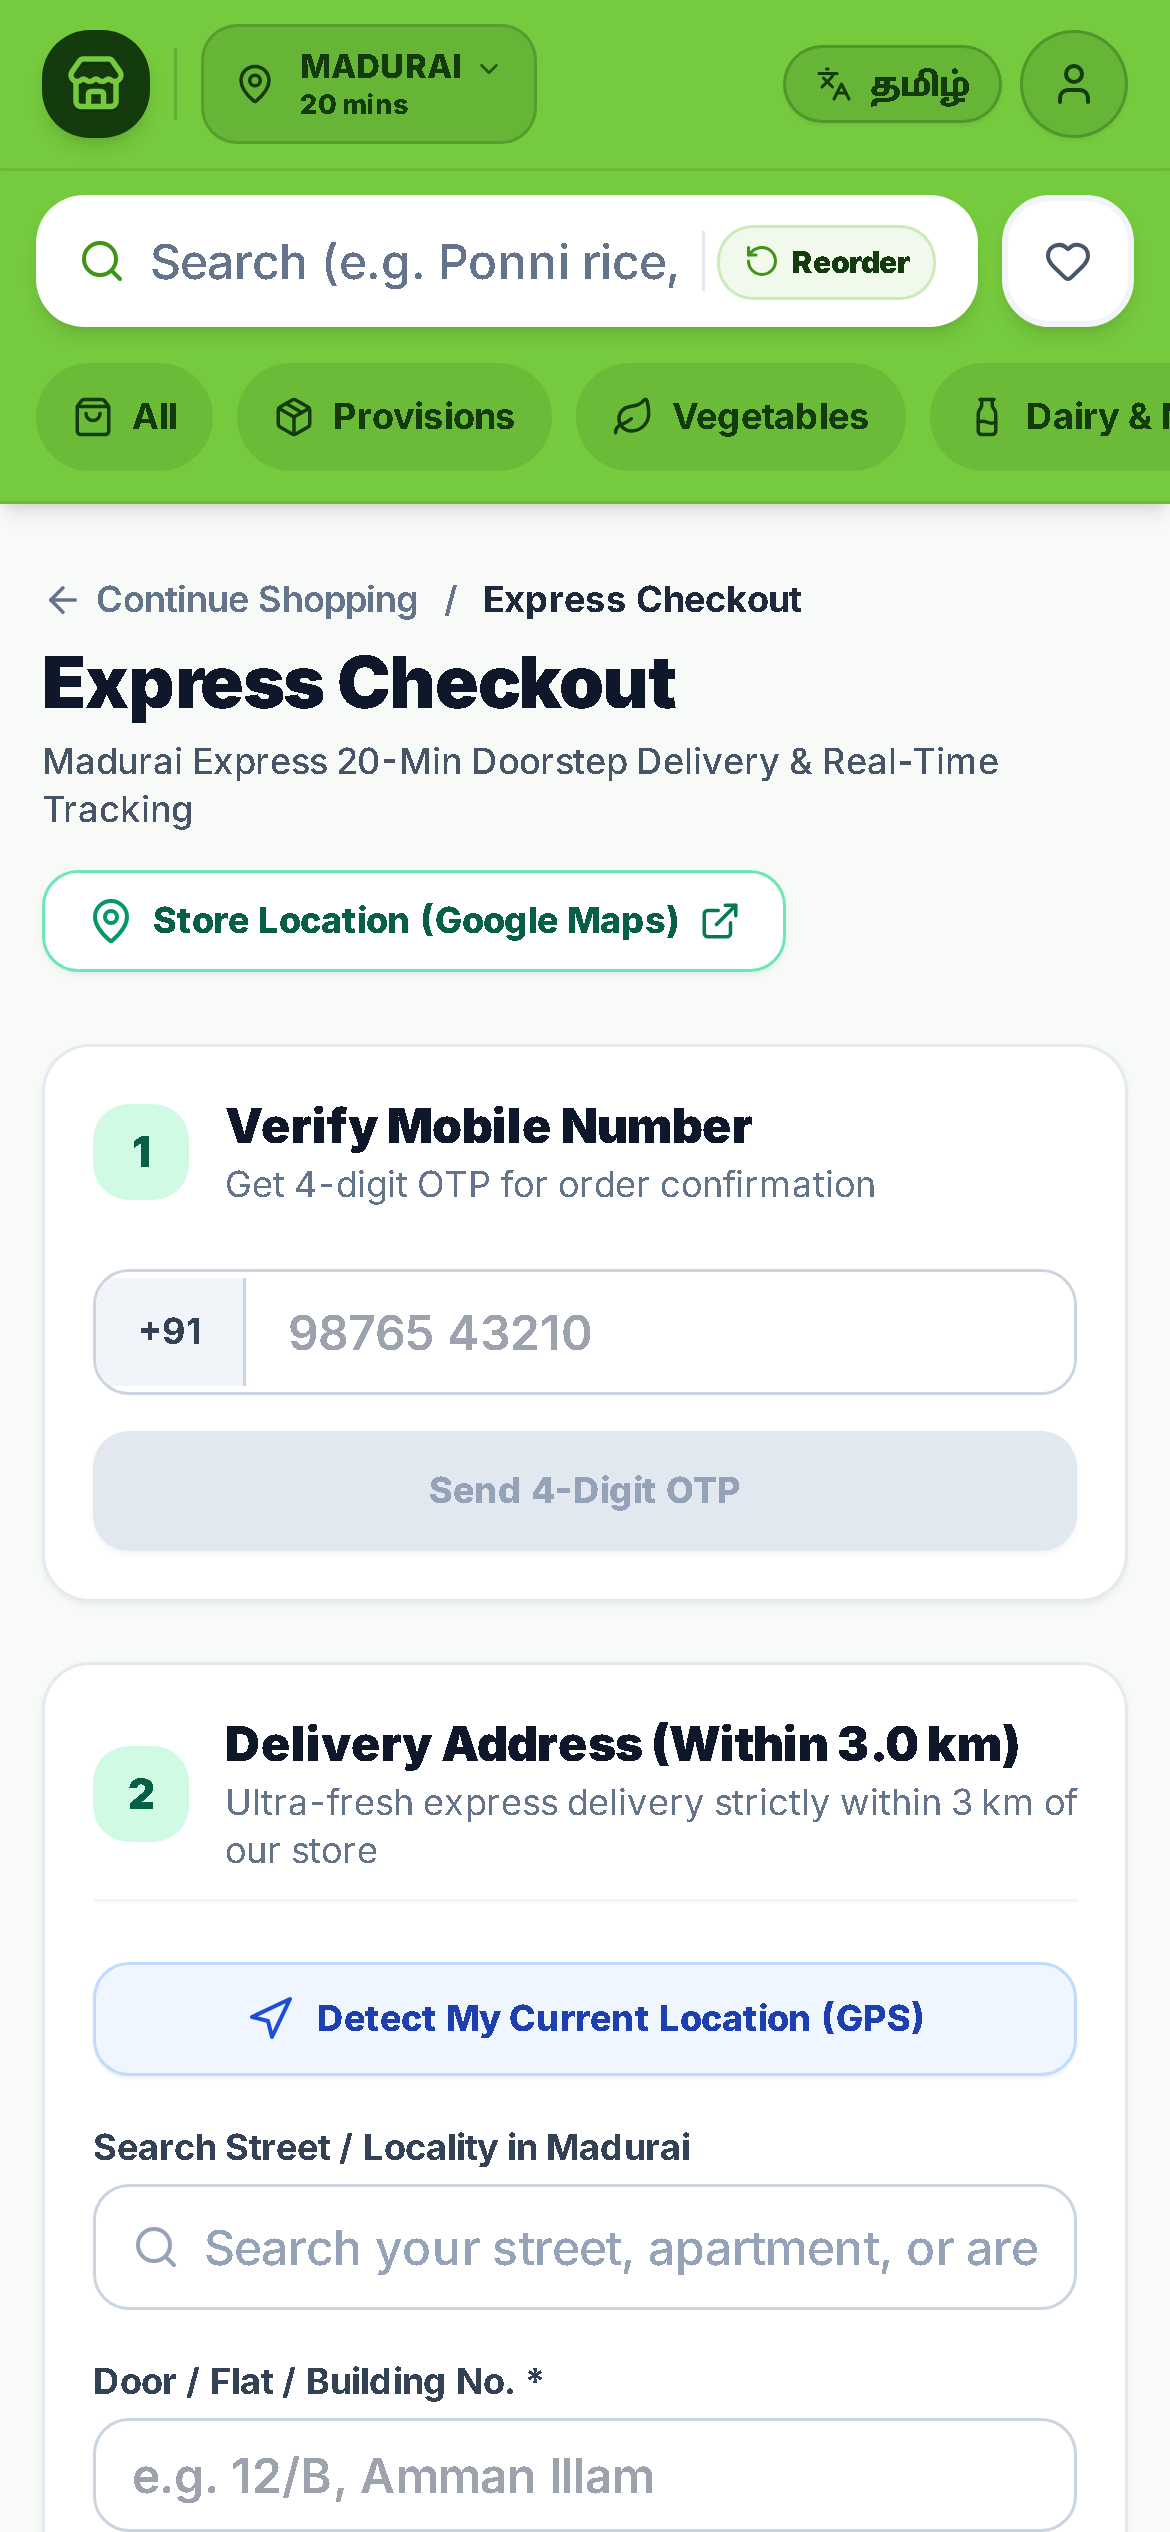 MADURAI
20 mins
தமிழ்
Search (e.g. Ponni rice,
Reorder
All
Provisions
Vegetables
Dairy &
Continue Shopping / Express Checkout
Express Checkout
Madurai Express 20-Min Doorstep Delivery & Real-Time
Tracking
Store Location (Google Maps)
1
Verify Mobile Number
Get 4-digit OTP for order confirmation
+91
98765 43210
Send 4-Digit OTP
2
Delivery Address (Within 3.0 km)
Ultra-fresh express delivery strictly within 3 km of
our store
Detect My Current Location (GPS)
Search Street / Locality in Madurai
Search your street, apartment, or are
Door / Flat / Building No. *
e.g. 12/B, Amman Illam